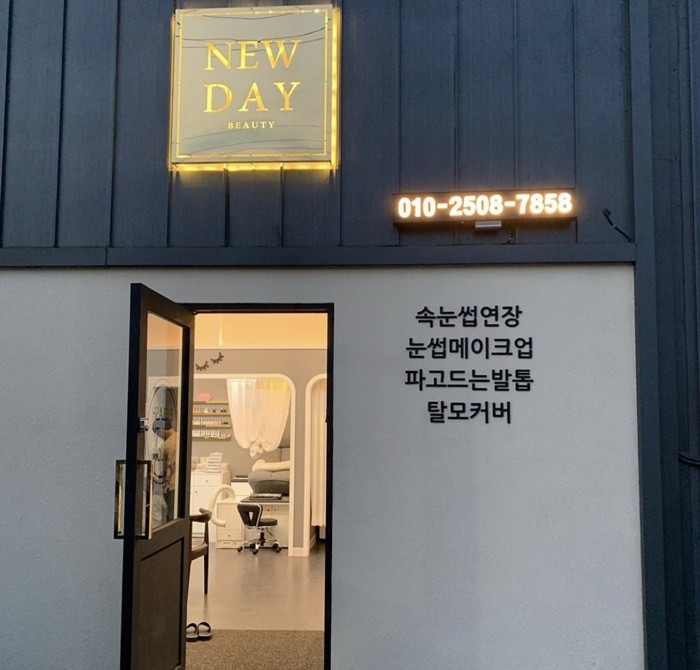 NEW
DAY
BEAUTY
010-2508-7858
속눈썹연장
눈썹메이크업
파고드는발톱
탈모커버